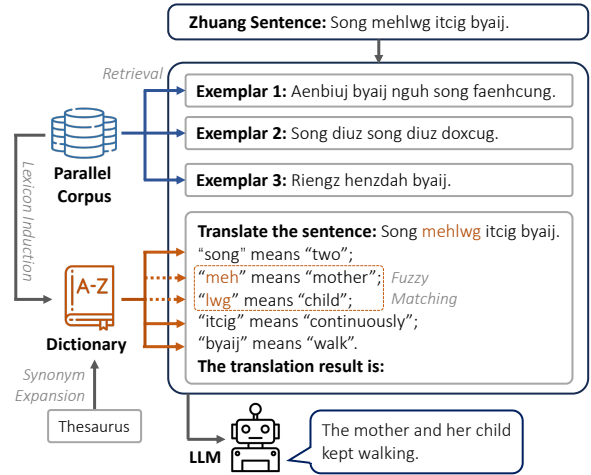 Zhuang Sentence: Song mehlwg itcig byaij.
Retrieval
Exemplar 1: Aenbiuj byaij nguh song faenhcung.
Exemplar 2: Song diuz song diuz doxcug.
Exemplar 3: Riengz henzdah byaij.
Parallel
Corpus
Lexicon Induction
Translate the sentence: Song mehlwg itcig byaij.
“song” means “two”;
“meh” means “mother”;
“lwg” means “child”;
Fuzzy
Matching
“itcig” means “continuously”;
“byaij” means “walk”.
The translation result is:
A-Z
Dictionary
Synonym
Expansion
Thesaurus
LLM
The mother and her child
kept walking.